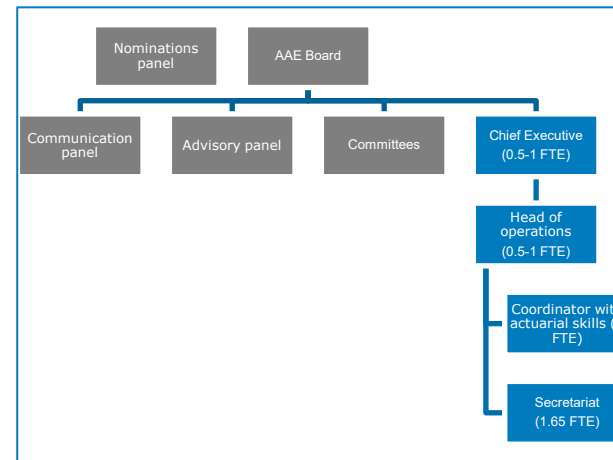 Nominations
panel
AAE Board
Communication
panel
Advisory panel
Committees
Chief Executive
(0.5-1 FTE)
Head of
operations
(0.5-1 FTE)
Coordinator
actuarial skills (
FTE)
Secretariat
(1.65 FTE)